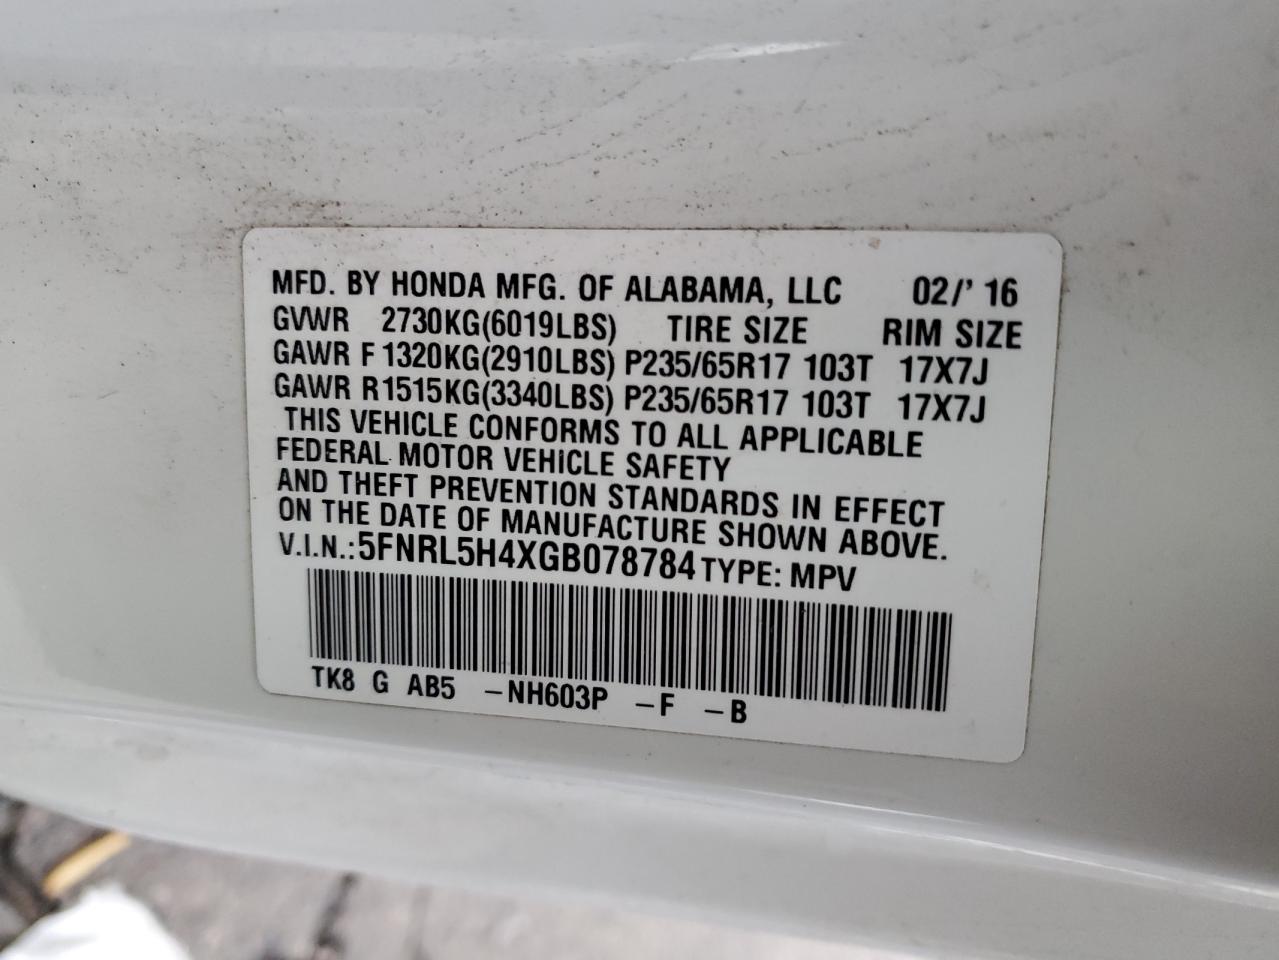 MFD. BY HONDA MFG. OF ALABAMA, LLC 02/' 16
GVWR 2730KG(6019LBS) TIRE SIZE RIM SIZE
GAWR F 1320KG(2910LBS) P235/65R17 103T 17X7J
GAWR R1515KG(3340LBS) P235/65R17 103T 17X7J
THIS VEHICLE CONFORMS TO ALL APPLICABLE
FEDERAL MOTOR VEHICLE SAFETY
AND THEFT PREVENTION STANDARDS IN EFFECT
ON THE DATE OF MANUFACTURE SHOWN ABOVE.
V.I.N.:5FNRL5H4XGB078784 TYPE: MPV
TK8 G AB5 -NH603P -F -B